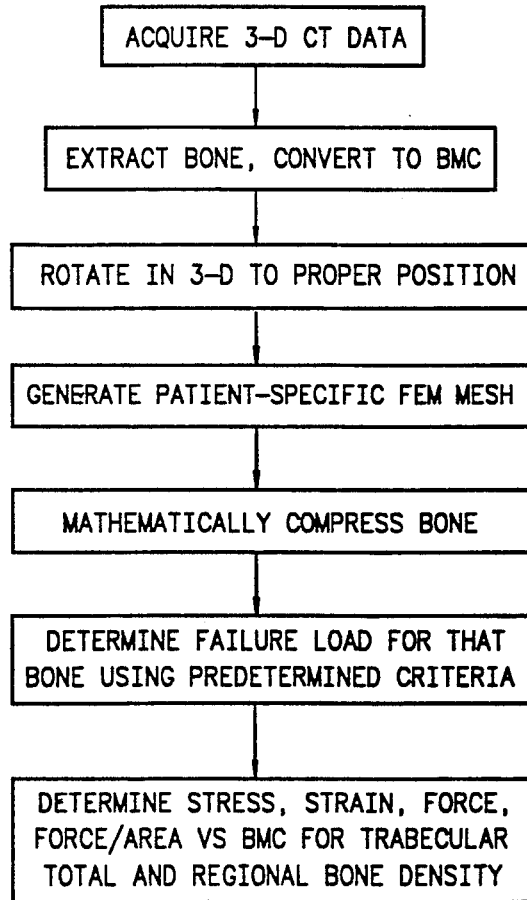 ACQUIRE 3-D CT DATA
EXTRACT BONE, CONVERT TO BMC
ROTATE IN 3-D TO PROPER POSITION
GENERATE PATIENT-SPECIFIC FEM MESH
MATHEMATICALLY COMPRESS BONE
DETERMINE FAILURE LOAD FOR THAT
BONE USING PREDETERMINED CRITERIA
DETERMINE STRESS, STRAIN, FORCE,
FORCE/AREA VS BMC FOR TRABECULAR
TOTAL AND REGIONAL BONE DENSITY